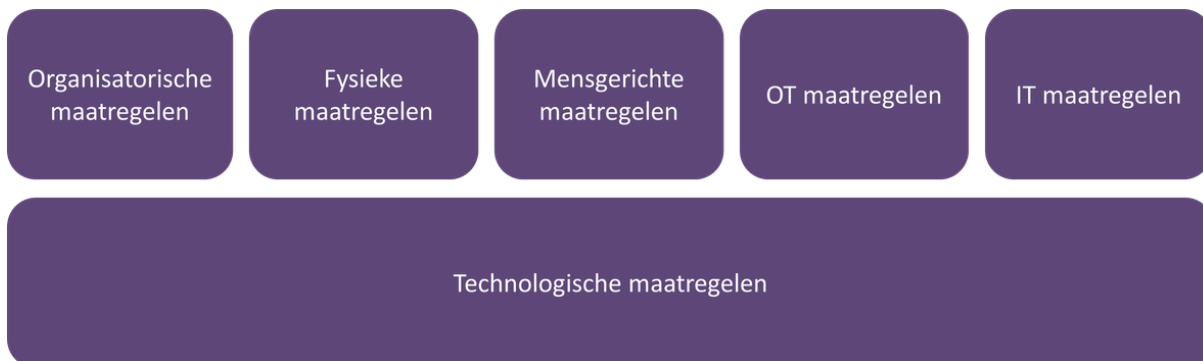 Organisatorische
maatregelen
Fysieke
maatregelen
Mensgerichte
maatregelen
OT maatregelen
IT maatregelen
Technologische maatregelen